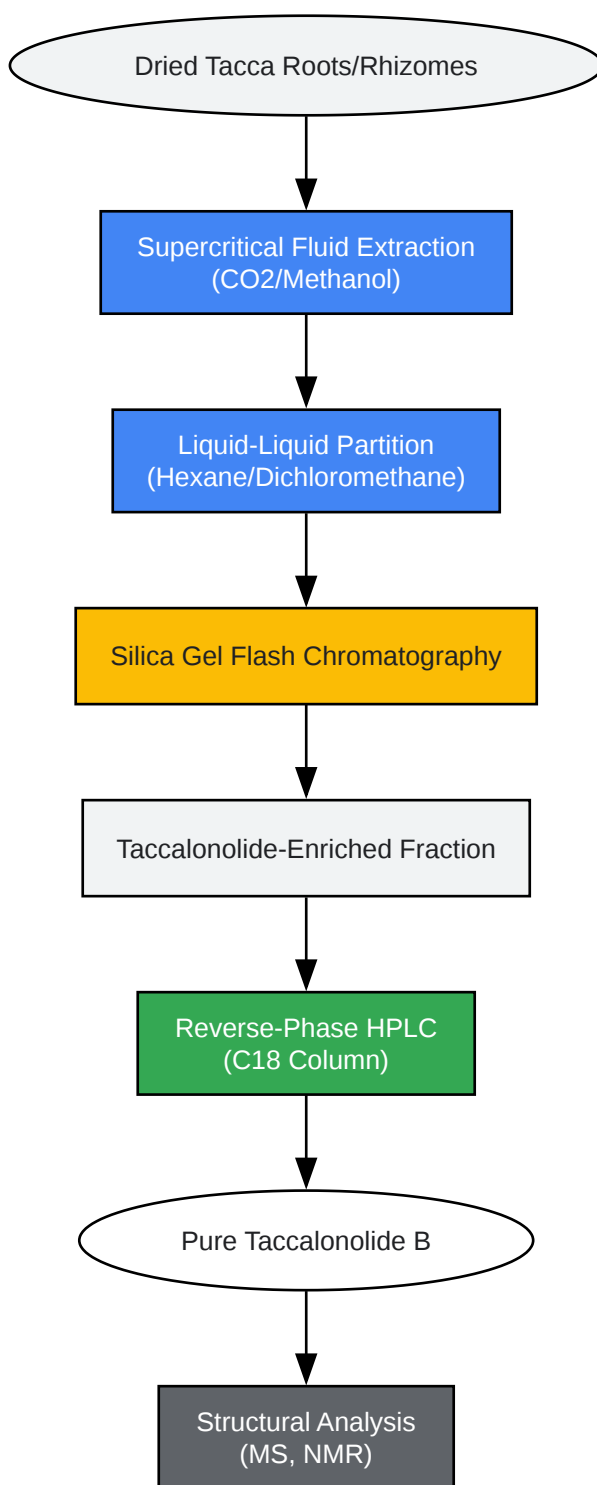 Dried Tacca Roots/Rhizomes
Supercritical Fluid Extraction
(CO2/Methanol)
Liquid-Liquid Partition
(Hexane/Dichloromethane)
Silica Gel Flash Chromatography
Taccalonolide-Enriched Fraction
Reverse-Phase HPLC
(C18 Column)
Pure Taccalonolide B
Structural Analysis
(MS, NMR)